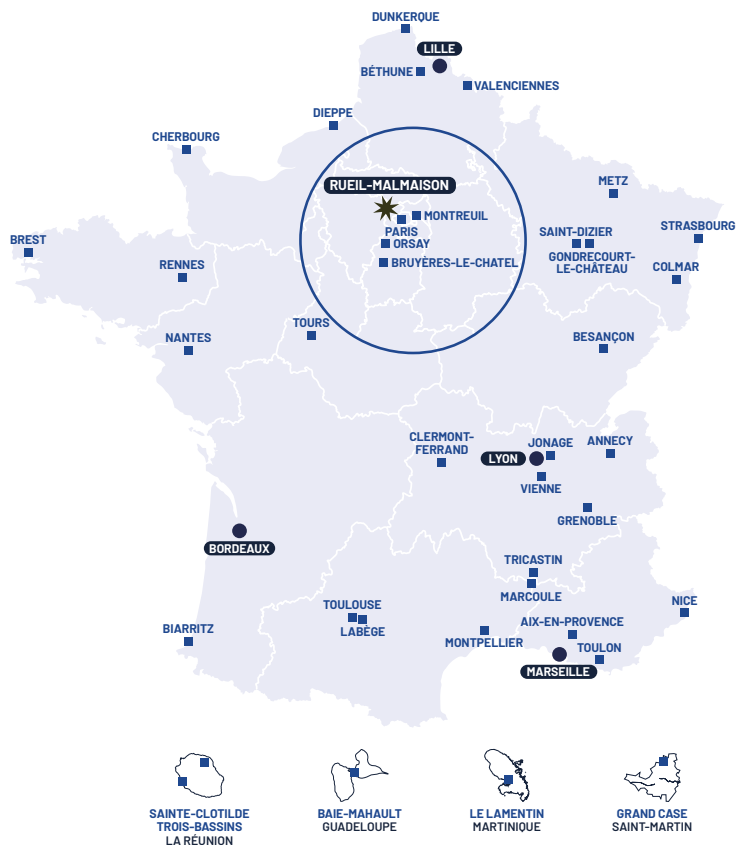 DUNKERQUE
LILLE
BÉTHUNE
VALENCIENNES
DIEPPE
CHERBOURG
RUEIL-MALMAISON
METZ
MONTREUIL
PARIS
ORSAY
BRUYÈRES-LE-CHATEL
SAINT-DIZIER
GONDRECOURT-
LE-CHÂTEAU
STRASBOURG
COLMAR
BREST
RENNES
NANTES
TOURS
BESANÇON
CLERMONT-
FERRAND
LYON
JONAGE
ANNECY
VIENNE
GRENOBLE
BORDEAUX
TRICASTIN
MARCOULE
TOULOUSE
LABÈGE
BIARRITZ
MONTPELLIER
AIX-EN-PROVENCE
NICE
TOULON
MARSEILLE
SAINTE-CLOTILDE
TROIS-BASSINS
LA RÉUNION
BAIE-MAHAULT
GUADELOUPE
LE LAMENTIN
MARTINIQUE
GRAND CASE
SAINT-MARTIN